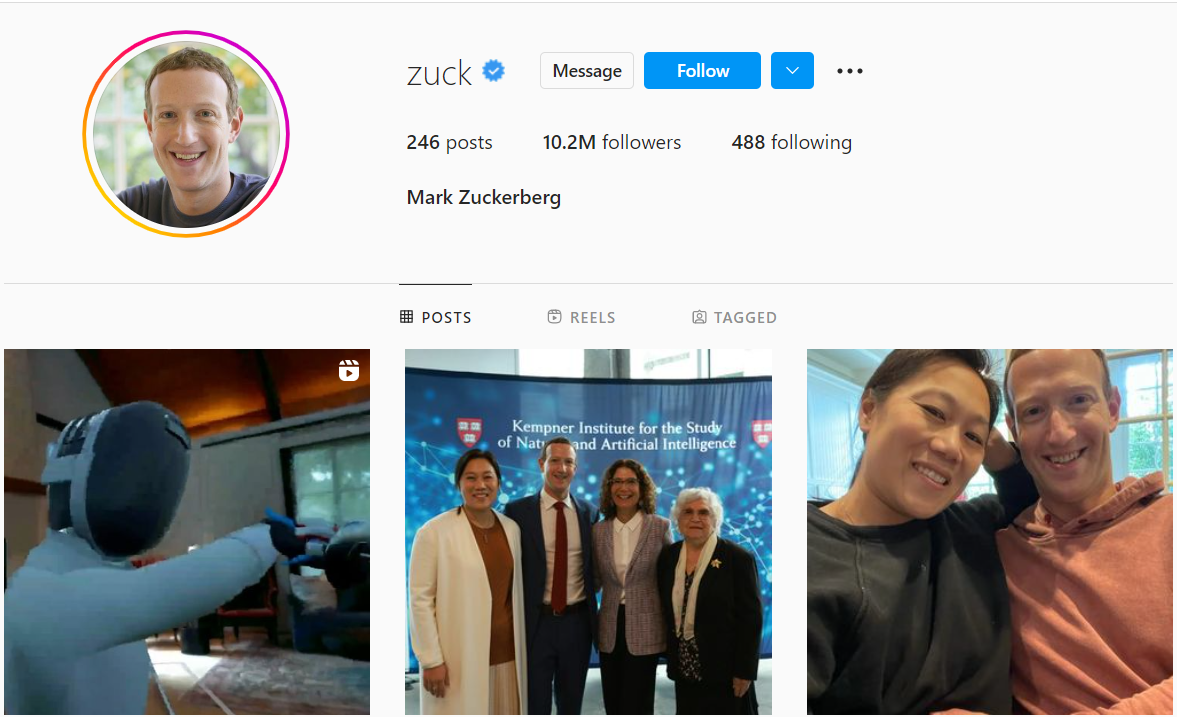 zuck
Message
Follow
246 posts
10.2M followers
488 following
Mark Zuckerberg
POSTS
REELS
TAGGED
Kempner Institute for the Study
of Natural and Artificial Intelligence